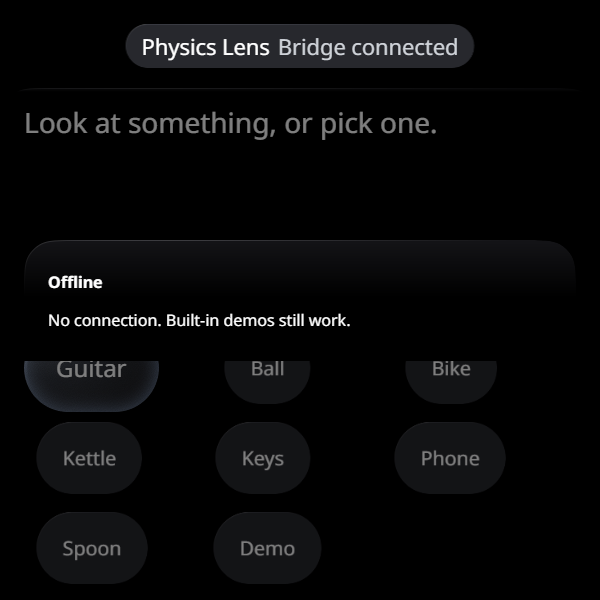 Physics Lens Bridge connected
Look at something, or pick one.
Offline
No connection. Built-in demos still work.
Guitar Ball Bike
Kettle Keys Phone
Spoon Demo